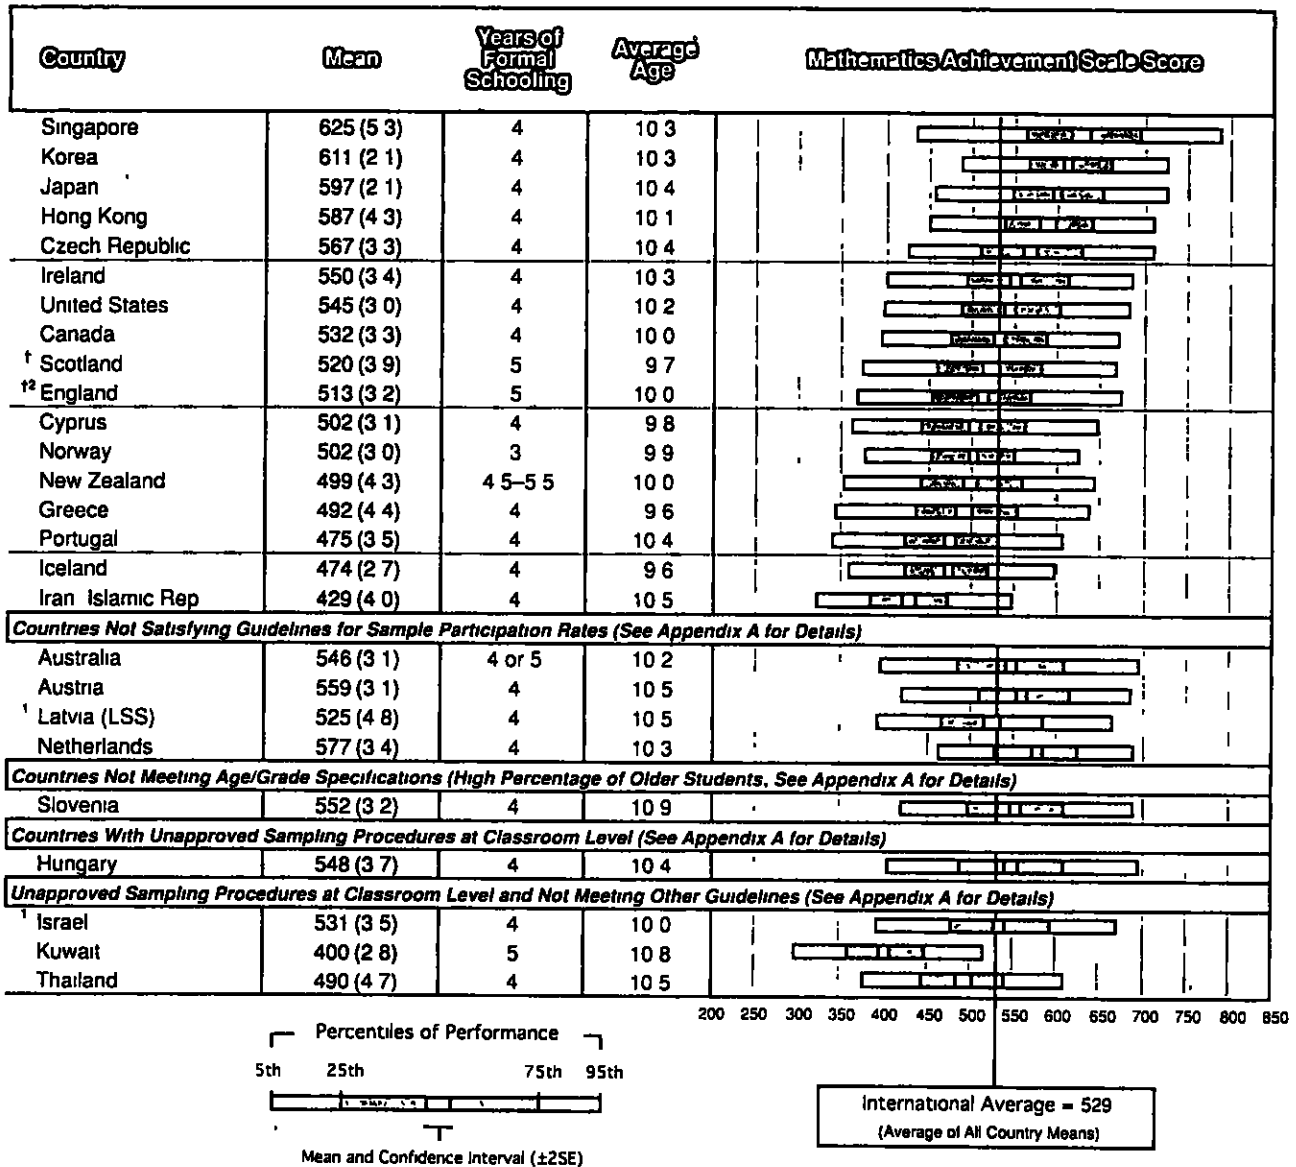 Country Mean Years of Formal Schooling Average Age Mathematics Achievement Scale Score
Singapore 625 (5 3) 4 10 3
Korea 611 (2 1) 4 10 3
Japan 597 (2 1) 4 10 4
Hong Kong 587 (4 3) 4 10 1
Czech Republic 567 (3 3) 4 10 4
Ireland 550 (3 4) 4 10 3
United States 545 (3 0) 4 10 2
Canada 532 (3 3) 4 10 0
† Scotland 520 (3 9) 5 9 7
†2 England 513 (3 2) 5 10 0
Cyprus 502 (3 1) 4 9 8
Norway 502 (3 0) 3 9 9
New Zealand 499 (4 3) 4 5–5 5 10 0
Greece 492 (4 4) 4 9 6
Portugal 475 (3 5) 4 10 4
Iceland 474 (2 7) 4 9 6
Iran Islamic Rep 429 (4 0) 4 10 5
Countries Not Satisfying Guidelines for Sample Participation Rates (See Appendix A for Details)
Australia 546 (3 1) 4 or 5 10 2
Austria 559 (3 1) 4 10 5
1 Latvia (LSS) 525 (4 8) 4 10 5
Netherlands 577 (3 4) 4 10 3
Countries Not Meeting Age/Grade Specifications (High Percentage of Older Students, See Appendix A for Details)
Slovenia 552 (3 2) 4 10 9
Countries With Unapproved Sampling Procedures at Classroom Level (See Appendix A for Details)
Hungary 548 (3 7) 4 10 4
Unapproved Sampling Procedures at Classroom Level and Not Meeting Other Guidelines (See Appendix A for Details)
1 Israel 531 (3 5) 4 10 0
Kuwait 400 (2 8) 5 10 8
Thailand 490 (4 7) 4 10 5
200 250 300 350 400 450 500 550 600 650 700 750 800 850
Percentiles of Performance
5th 25th 75th 95th
Mean and Confidence Interval (±2SE)
International Average = 529
(Average of All Country Means)